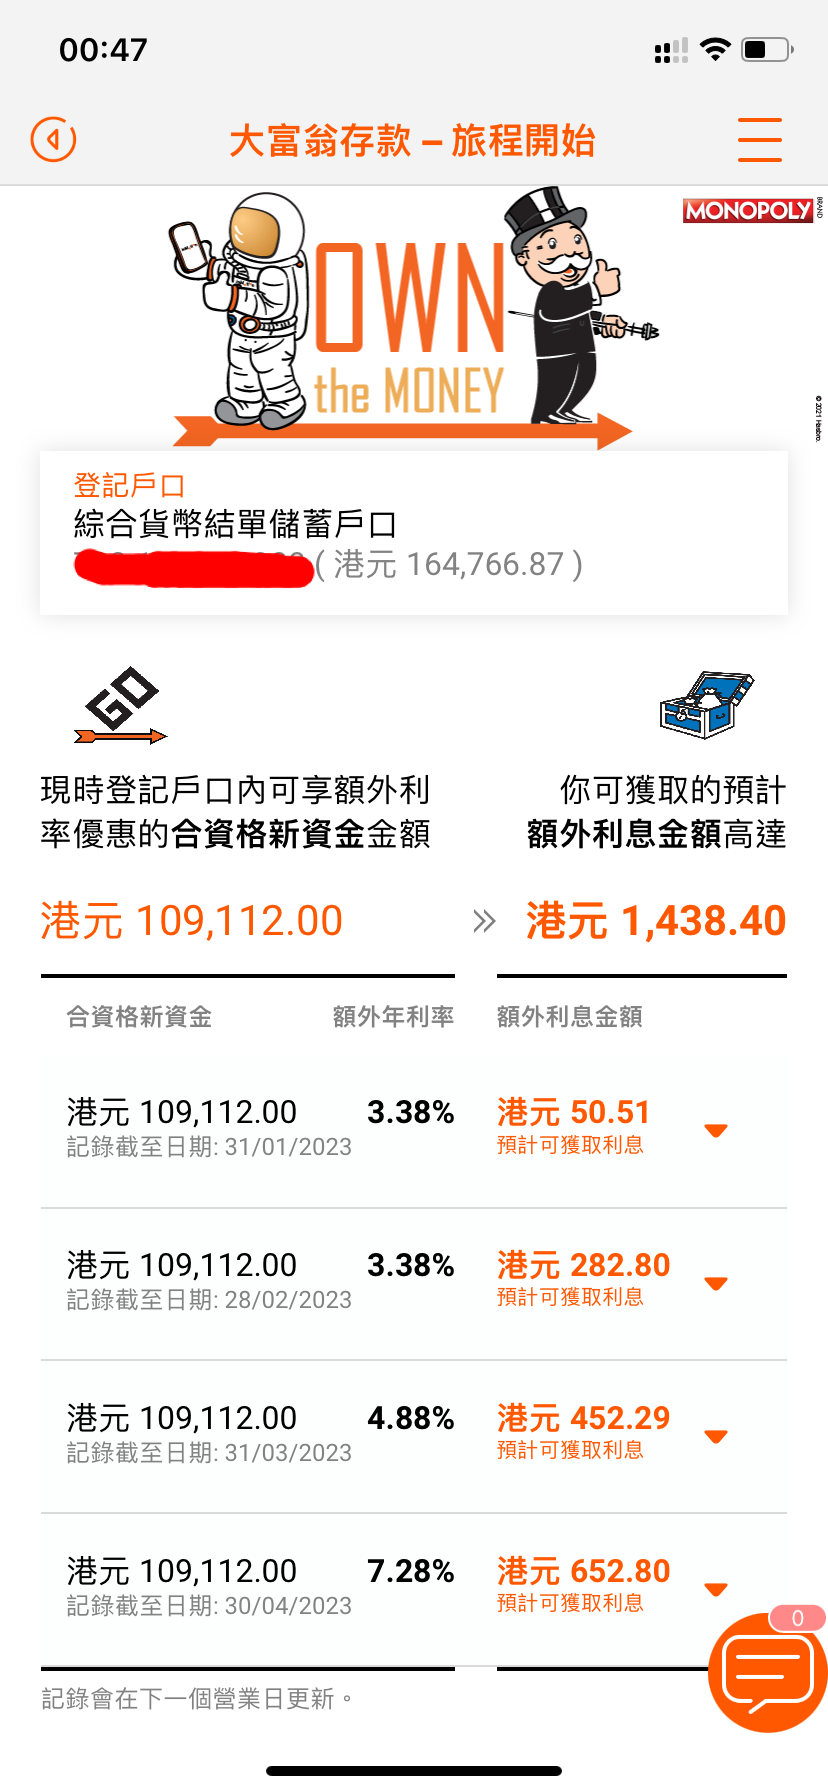 00:47
大富翁存款 – 旅程開始
MONOPOLY
BRAND
OWN
the MONEY
© 2021 Hasbro.
登記戶口
綜合貨幣結單儲蓄戶口
( 港元 164,766.87 )
GO
現時登記戶口內可享額外利
率優惠的合資格新資金金額
你可獲取的預計
額外利息金額高達
港元 109,112.00
» 港元 1,438.40
合資格新資金 額外年利率 額外利息金額
港元 109,112.00 3.38% 港元 50.51
記錄截至日期: 31/01/2023 預計可獲取利息
港元 109,112.00 3.38% 港元 282.80
記錄截至日期: 28/02/2023 預計可獲取利息
港元 109,112.00 4.88% 港元 452.29
記錄截至日期: 31/03/2023 預計可獲取利息
港元 109,112.00 7.28% 港元 652.80
記錄截至日期: 30/04/2023 預計可獲取利息
0
記錄會在下一個營業日更新。